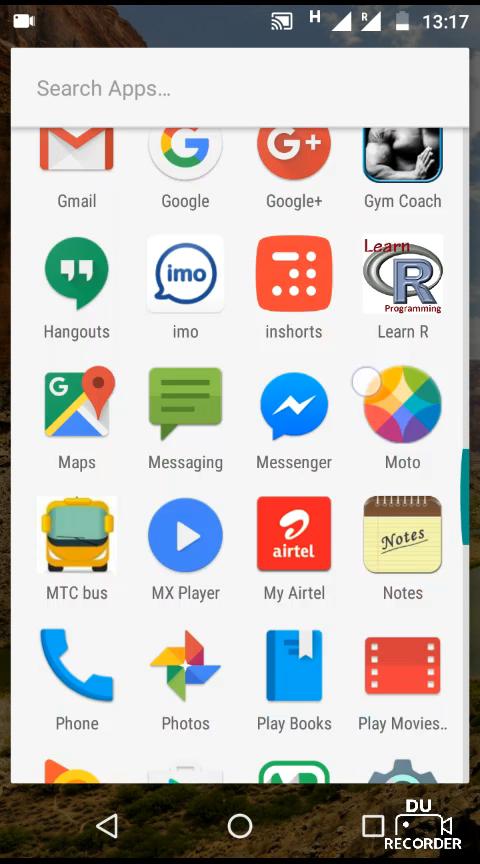 H R 13:17
Search Apps...
G G+
Gmail Google Google+ Gym Coach
imo Learn R Programming
Hangouts imo inshorts Learn R
G
Maps Messaging Messenger Moto
airtel Notes
MTC bus MX Player My Airtel Notes
Phone Photos Play Books Play Movies..
DU
RECORDER